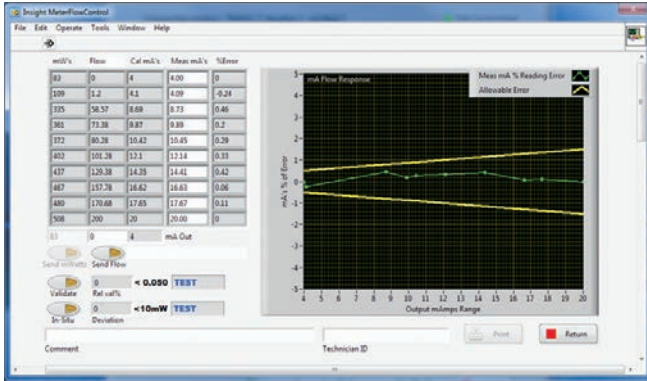 Insight MeterFlowControl
File Edit Operate Tools Window Help
mW's Flow Cal mA's Meas mA's %Error
83 0 4 4.00 0
109 1.2 4.1 4.09 -0.24
335 58.57 8.69 8.73 0.46
361 73.38 9.87 9.89 0.2
372 80.28 10.42 10.45 0.29
402 101.28 12.1 12.14 0.33
437 129.38 14.35 14.41 0.42
467 157.78 16.62 16.63 0.06
480 170.68 17.65 17.67 0.11
508 200 20 20.00 0
83 0 4 mA Out
Send mWatts Send Flow
0 < 0.050 TEST
Validate Rel val%
0 <10mW TEST
In-Situ Deviation
mA Flow Response
Meas mA % Reading Error
Allowable Error
mA's % of Error
5
4
3
2
1
0
-1
-2
-3
-4
-5
4 5 6 7 8 9 10 11 12 13 14 15 16 17 18 19 20
Output mAmps Range
Print Return
Comment Technician ID